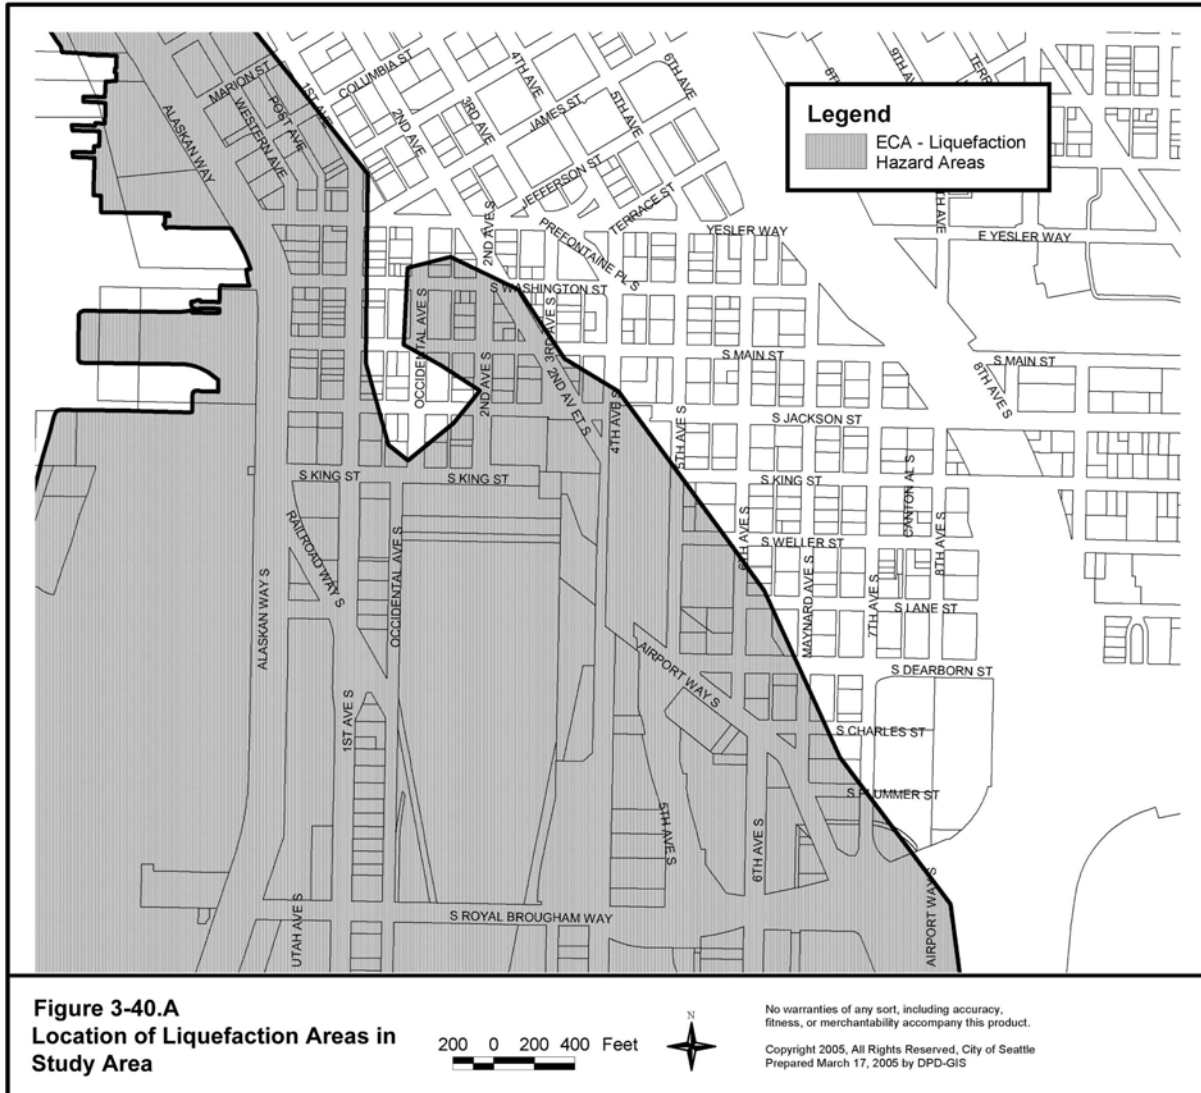 MARION ST
COLUMBIA ST
1ST AVE
POST AVE
WESTERN AVE
ALASKAN WAY
2ND AVE
3RD AVE
4TH AVE
JAMES ST
5TH AVE
6TH AVE
JEFFERSON ST
TERRACE ST
9TH AVE
Legend
ECA - Liquefaction
Hazard Areas
PREFONTAINE PL S
2ND AVE S
YESLER WAY
E YESLER WAY
S WASHINGTON ST
OCCIDENTAL AVE S
3RD AVE S
2ND AVE S
2ND AV ET S
S MAIN ST
S MAIN ST
8TH AVE S
4TH AVE S
5TH AVE S
S JACKSON ST
S KING ST
S KING ST
S KING ST
CANTON AL S
RAILROAD WAY S
OCCIDENTAL AVE S
6TH AVE S
S WELLER ST
MAYNARD AVE S
7TH AVE S
8TH AVE S
S LANE ST
ALASKAN WAY S
AIRPORT WAY S
S DEARBORN ST
1ST AVE S
S CHARLES ST
S PLUMMER ST
5TH AVE S
6TH AVE S
UTAH AVE S
S ROYAL BROUGHAM WAY
AIRPORT WAY S
Figure 3-40.A
Location of Liquefaction Areas in
Study Area
200 0 200 400 Feet
N
No warranties of any sort, including accuracy,
fitness, or merchantability accompany this product.
Copyright 2005, All Rights Reserved, City of Seattle
Prepared March 17, 2005 by DPD-GIS